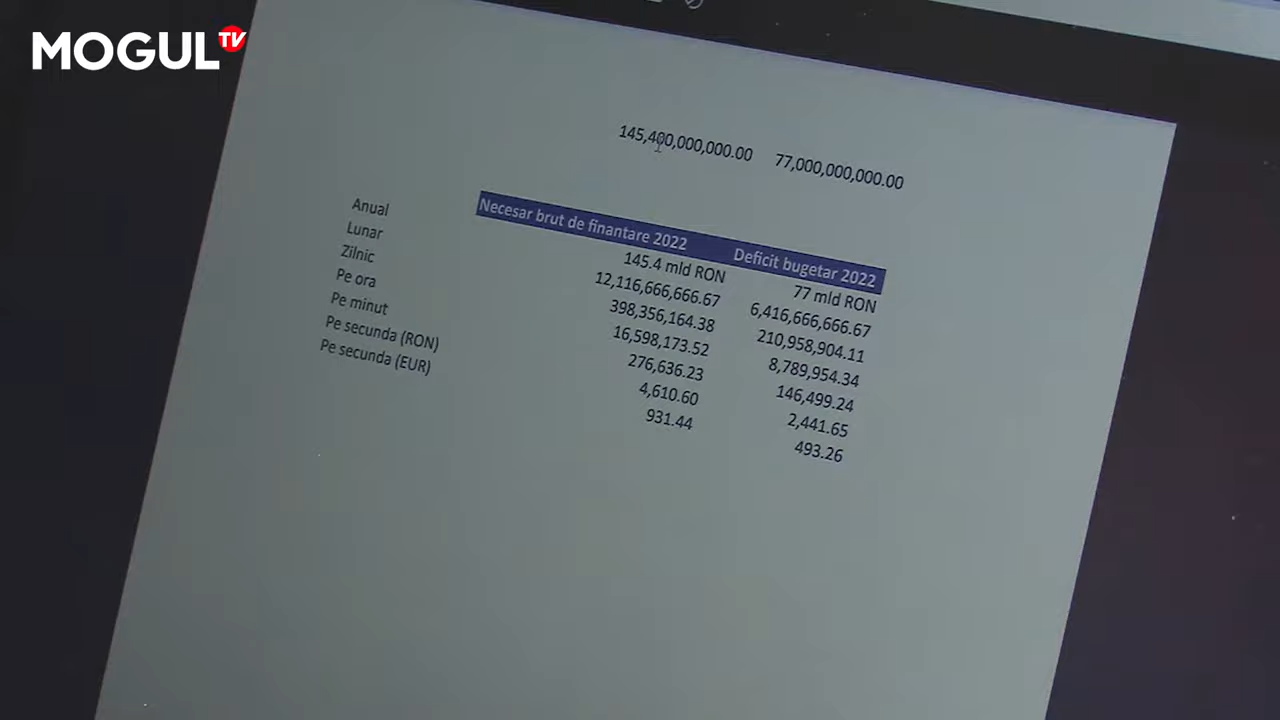 MOGUL TV
145,400,000,000.00 77,000,000,000.00
Necesar brut de finantare 2022 Deficit bugetar 2022
Anual 145.4 mld RON 77 mld RON
Lunar 12,116,666,666.67 6,416,666,666.67
Zilnic 398,356,164.38 210,958,904.11
Pe ora 16,598,173.52 8,789,954.34
Pe minut 276,636.23 146,499.24
Pe secunda (RON) 4,610.60 2,441.65
Pe secunda (EUR) 931.44 493.26